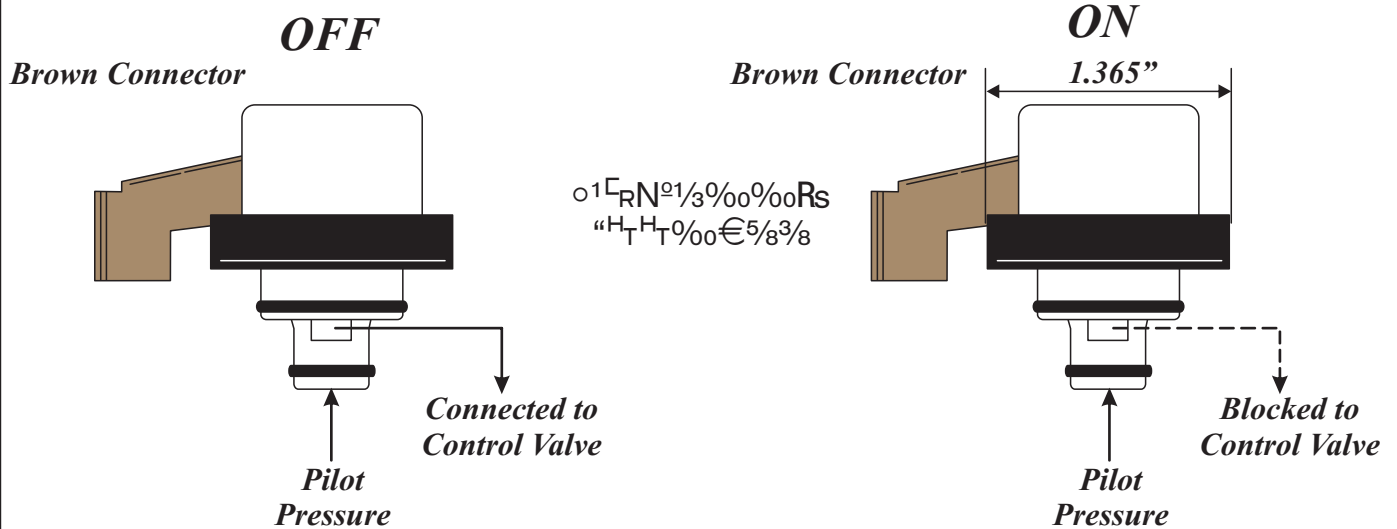 OFF
Brown Connector
ON
Brown Connector
1.365”
Connected to
Control Valve
Pilot
Pressure
Blocked to
Control Valve
Pilot
Pressure